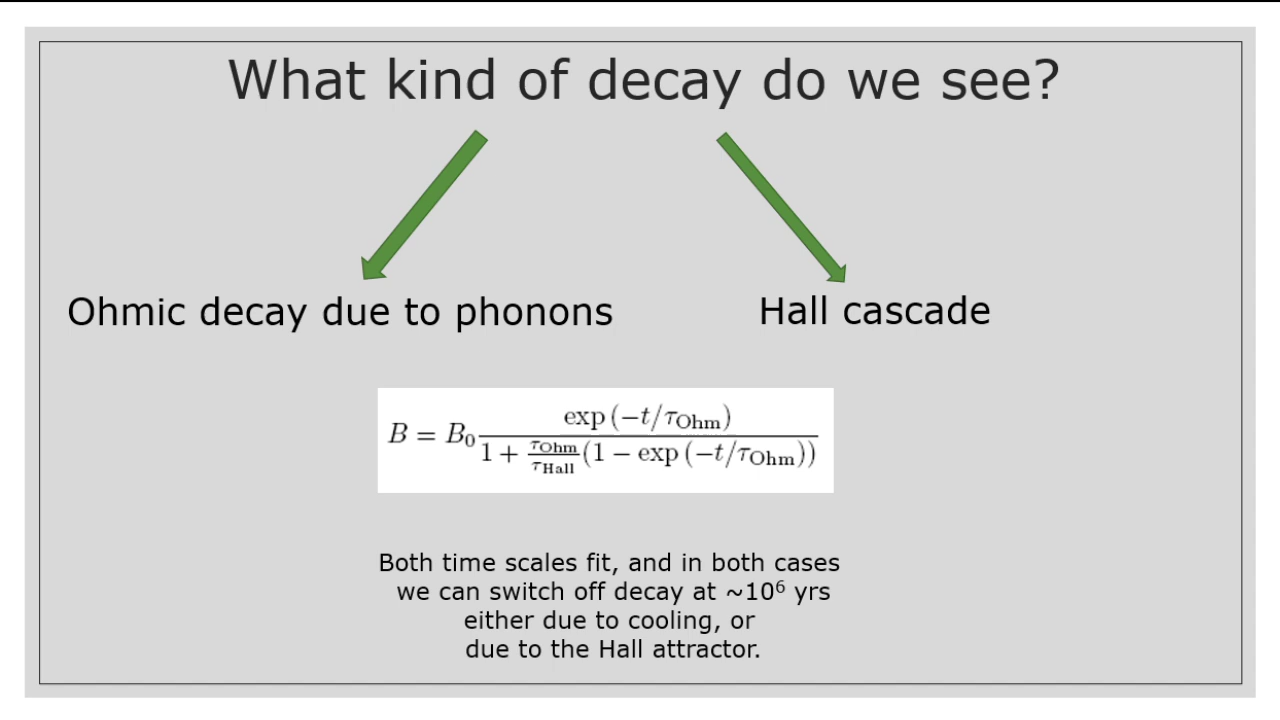 What kind of decay do we see?
Ohmic decay due to phonons
Hall cascade
B = B₀ exp (−t/τ_Ohm) / (1 + (τ_Ohm/τ_Hall)(1 − exp (−t/τ_Ohm)))
Both time scales fit, and in both cases
we can switch off decay at ~10⁶ yrs
either due to cooling, or
due to the Hall attractor.